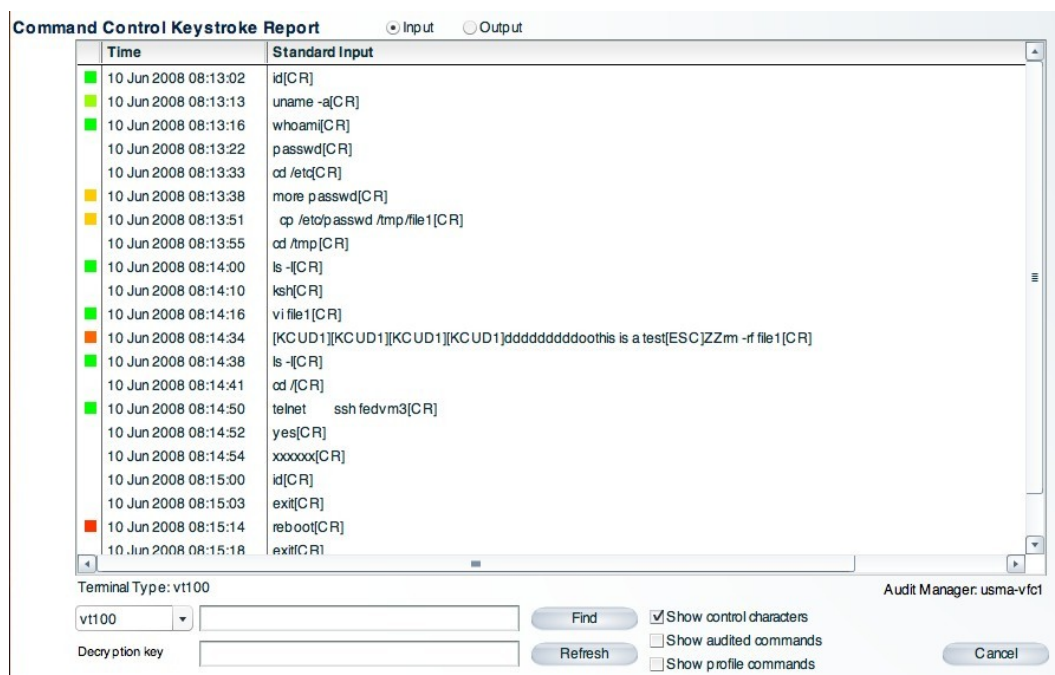 Command Control Keystroke Report Input Output
Time Standard Input
10 Jun 2008 08:13:02 id[CR]
10 Jun 2008 08:13:13 uname -a[CR]
10 Jun 2008 08:13:16 whoami[CR]
10 Jun 2008 08:13:22 passwd[CR]
10 Jun 2008 08:13:33 cd /etc[CR]
10 Jun 2008 08:13:38 more passwd[CR]
10 Jun 2008 08:13:51 cp /etc/passwd /tmp/file1[CR]
10 Jun 2008 08:13:55 cd /tmp[CR]
10 Jun 2008 08:14:00 ls -l[CR]
10 Jun 2008 08:14:10 ksh[CR]
10 Jun 2008 08:14:16 vi file1[CR]
10 Jun 2008 08:14:34 [KCUD1][KCUD1][KCUD1][KCUD1]dddddddddoothis is a test[ESC]ZZrm -rf file1[CR]
10 Jun 2008 08:14:38 ls -l[CR]
10 Jun 2008 08:14:41 cd /[CR]
10 Jun 2008 08:14:50 telnet ssh fedvm3[CR]
10 Jun 2008 08:14:52 yes[CR]
10 Jun 2008 08:14:54 xxxxxx[CR]
10 Jun 2008 08:15:00 id[CR]
10 Jun 2008 08:15:03 exit[CR]
10 Jun 2008 08:15:14 reboot[CR]
10 Jun 2008 08:15:18 exit[CR]
Terminal Type: vt100 Audit Manager: usma-vfc1
vt100 Find Show control characters
Show audited commands
Decryption key Refresh Cancel
Show profile commands